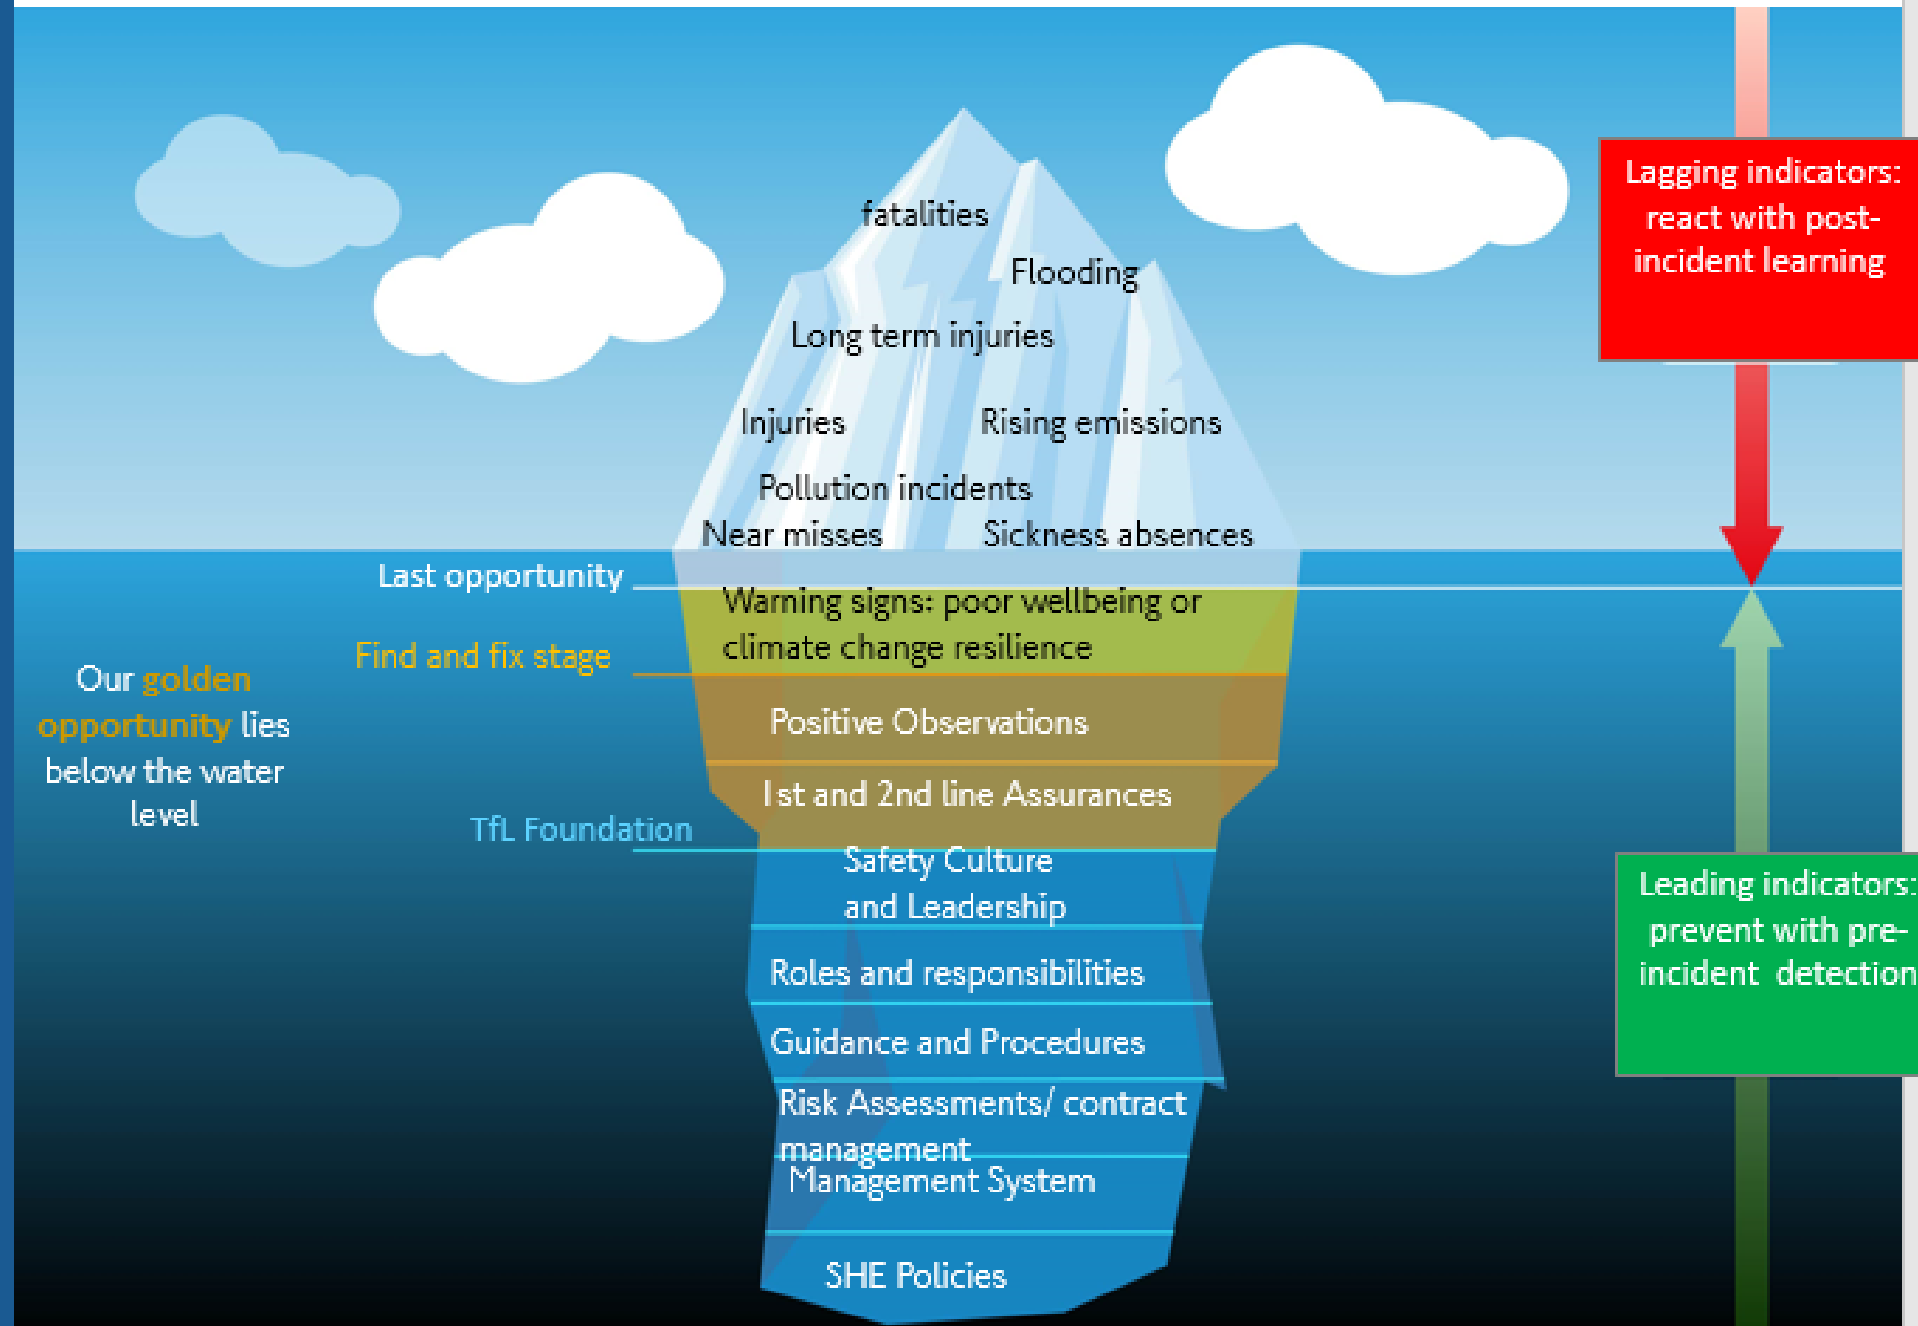 Lagging indicators:
react with post-
incident learning
fatalities
Flooding
Long term injuries
Injuries
Rising emissions
Pollution incidents
Near misses
Sickness absences
Last opportunity
Warning signs: poor wellbeing or
climate change resilience
Find and fix stage
Our golden
opportunity lies
below the water
level
Positive Observations
1st and 2nd line Assurances
TfL Foundation
Safety Culture
and Leadership
Leading indicators:
prevent with pre-
incident detection
Roles and responsibilities
Guidance and Procedures
Risk Assessments/ contract
management
Management System
SHE Policies